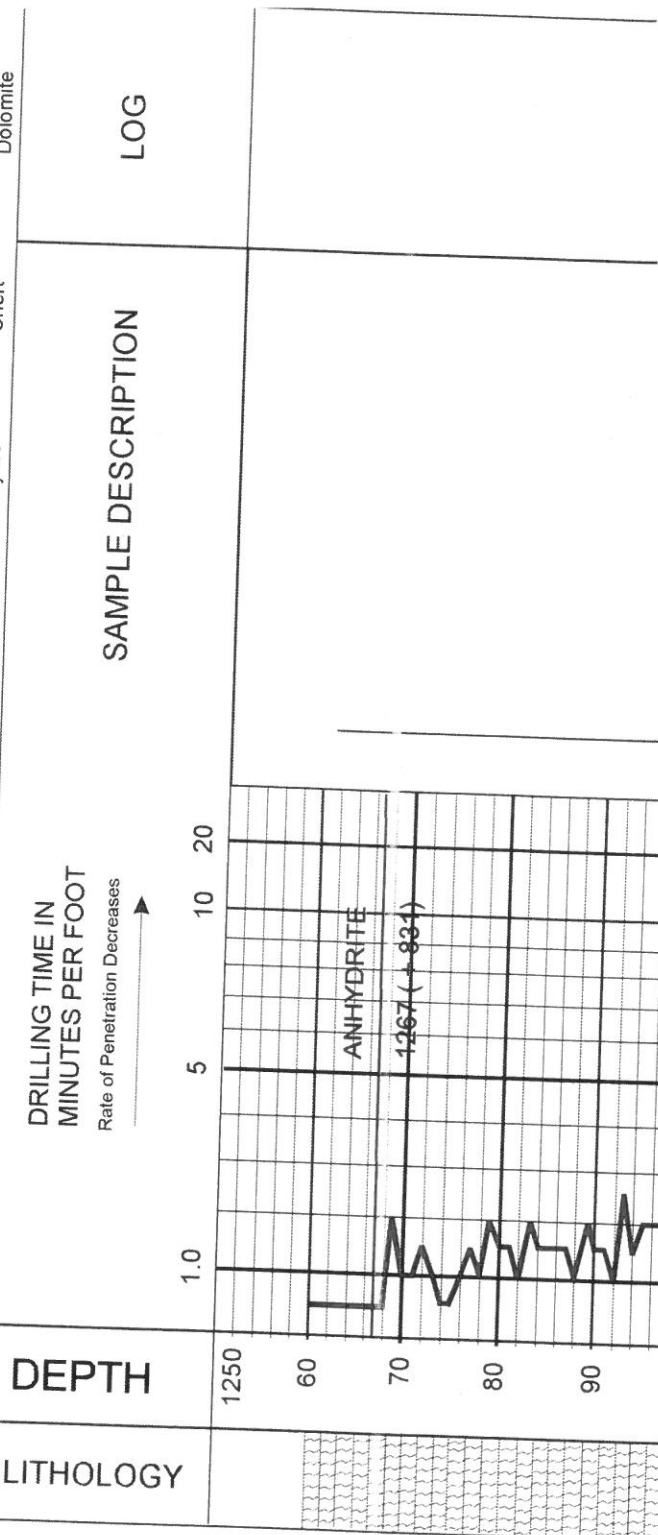 Dolomite
LITHOLOGY
DEPTH
DRILLING TIME IN
MINUTES PER FOOT
Rate of Penetration Decreases
SAMPLE DESCRIPTION
LOG
1.0
5
10
20
1250
60
ANHYDRITE
1267 ( + 831)
70
80
90